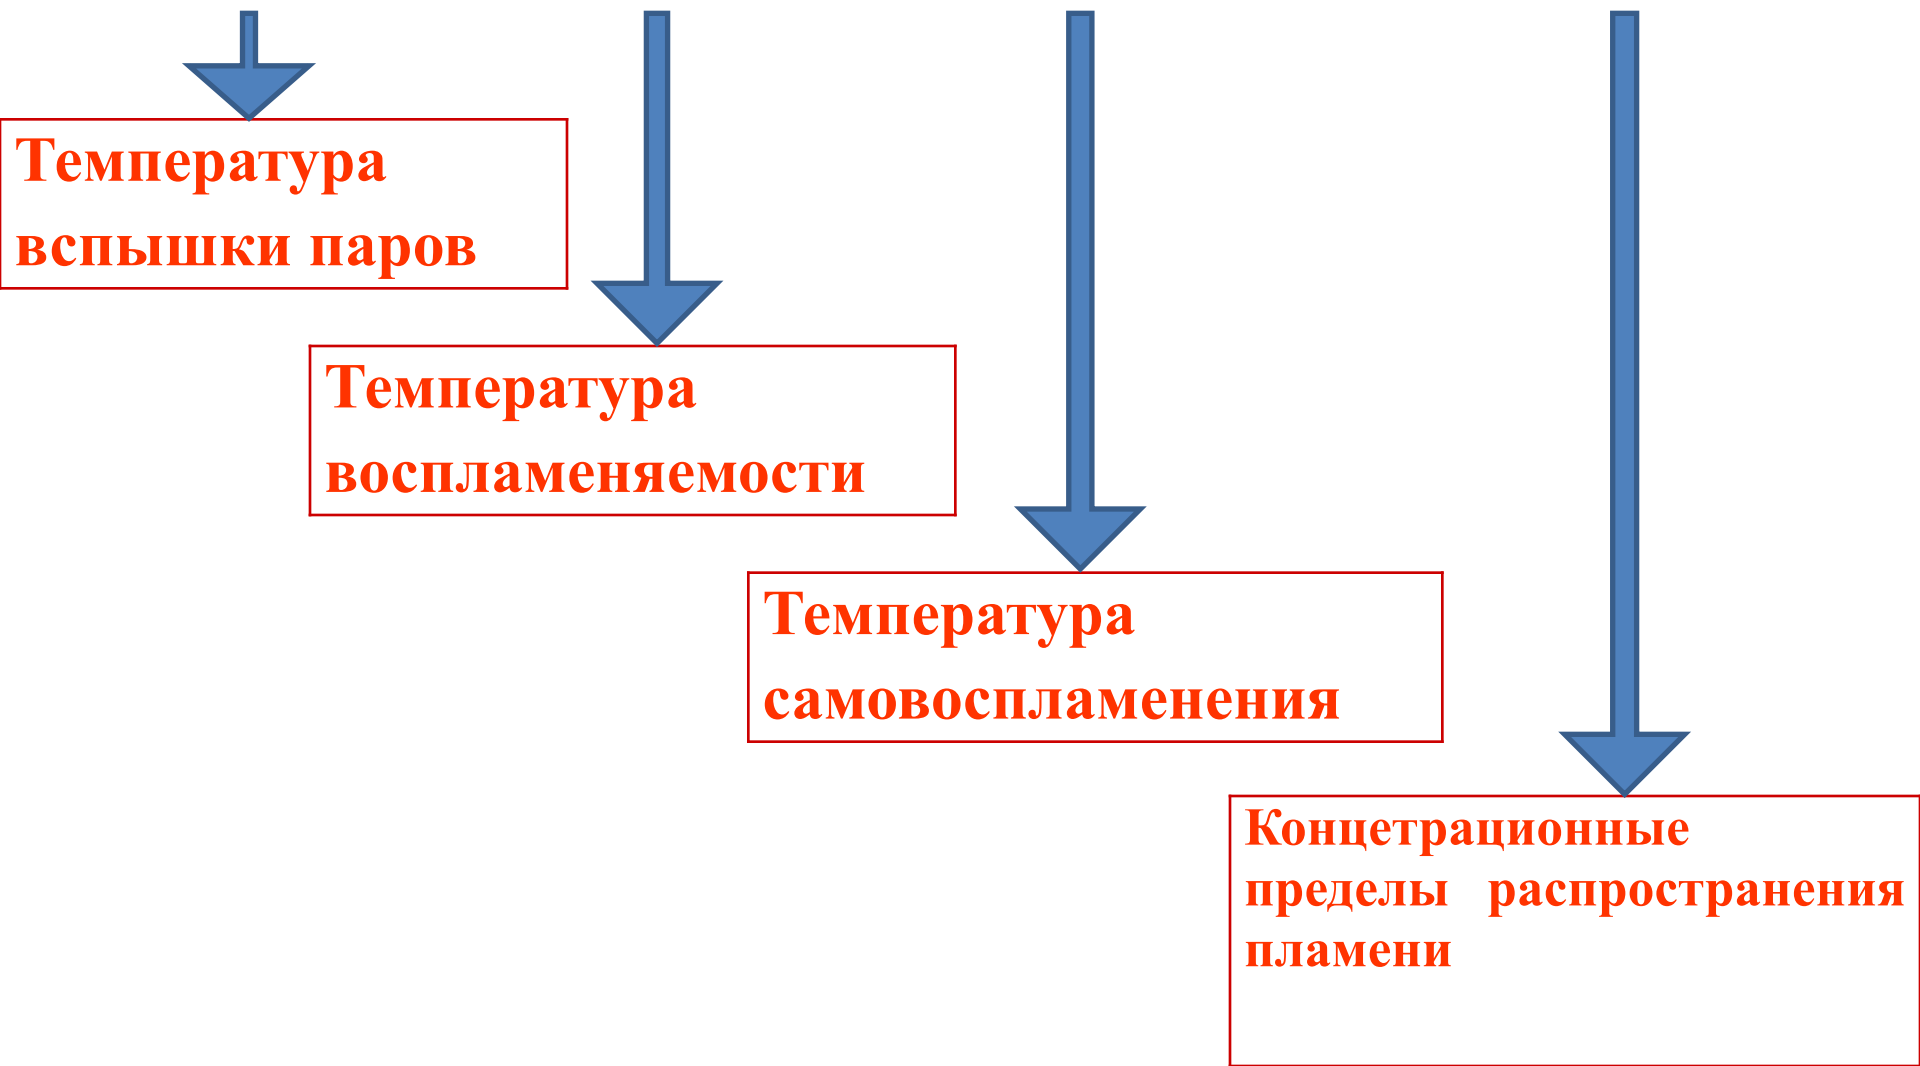 Температура
вспышки паров
Температура
воспламеняемости
Температура
самовоспламенения
Концетрационные
пределы распространения
пламени